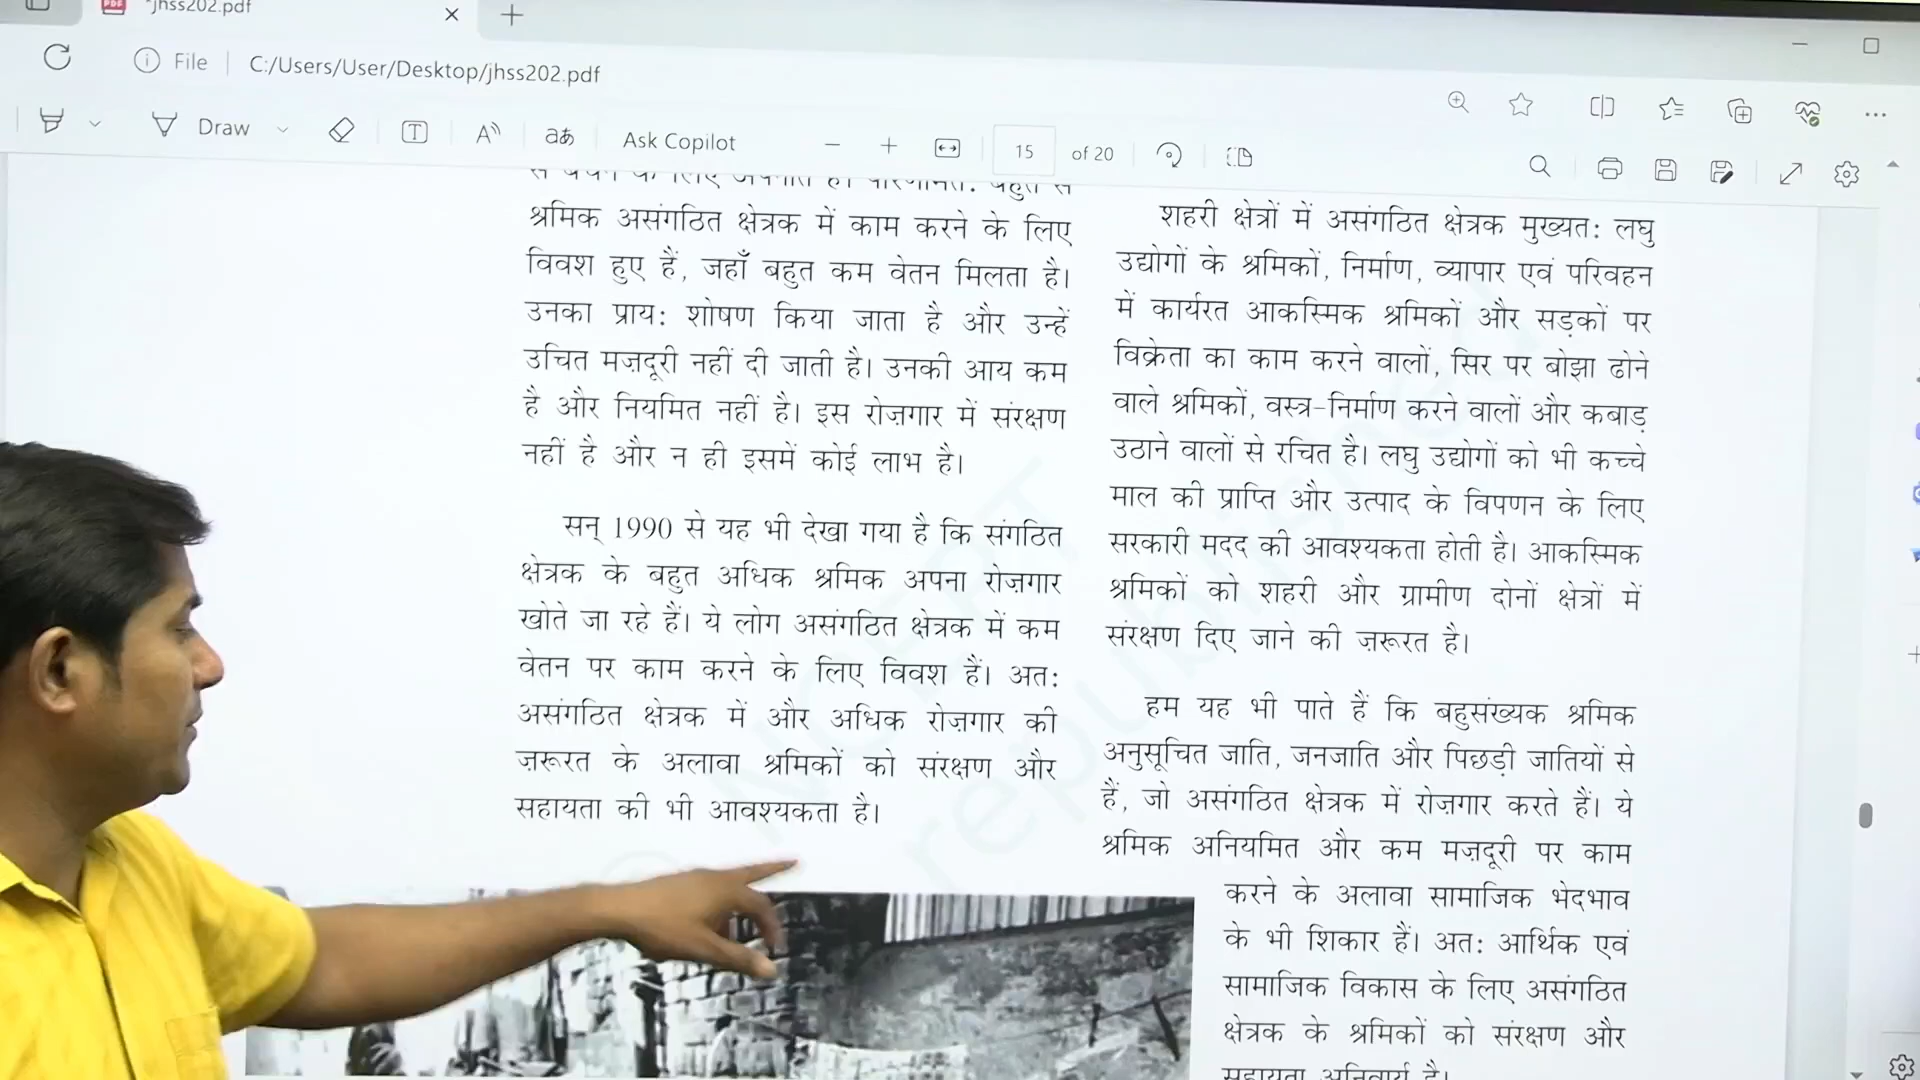 *jhss202.pdf
File
C:/Users/User/Desktop/jhss202.pdf
Draw
Ask Copilot
15
of 20
श्रमिक असंगठित क्षेत्रक में काम करने के लिए
विवश हुए हैं, जहाँ बहुत कम वेतन मिलता है।
उनका प्राय: शोषण किया जाता है और उन्हें
उचित मज़दूरी नहीं दी जाती है। उनकी आय कम
है और नियमित नहीं है। इस रोज़गार में संरक्षण
नहीं है और न ही इसमें कोई लाभ है।
सन् 1990 से यह भी देखा गया है कि संगठित
क्षेत्रक के बहुत अधिक श्रमिक अपना रोज़गार
खोते जा रहे हैं। ये लोग असंगठित क्षेत्रक में कम
वेतन पर काम करने के लिए विवश हैं। अत:
असंगठित क्षेत्रक में और अधिक रोज़गार की
ज़रूरत के अलावा श्रमिकों को संरक्षण और
सहायता की भी आवश्यकता है।
शहरी क्षेत्रों में असंगठित क्षेत्रक मुख्यत: लघु
उद्योगों के श्रमिकों, निर्माण, व्यापार एवं परिवहन
में कार्यरत आकस्मिक श्रमिकों और सड़कों पर
विक्रेता का काम करने वालों, सिर पर बोझा ढोने
वाले श्रमिकों, वस्त्र-निर्माण करने वालों और कबाड़
उठाने वालों से रचित है। लघु उद्योगों को भी कच्चे
माल की प्राप्ति और उत्पाद के विपणन के लिए
सरकारी मदद की आवश्यकता होती है। आकस्मिक
श्रमिकों को शहरी और ग्रामीण दोनों क्षेत्रों में
संरक्षण दिए जाने की ज़रूरत है।
हम यह भी पाते हैं कि बहुसंख्यक श्रमिक
अनुसूचित जाति, जनजाति और पिछड़ी जातियों से
हैं, जो असंगठित क्षेत्रक में रोज़गार करते हैं। ये
श्रमिक अनियमित और कम मज़दूरी पर काम
करने के अलावा सामाजिक भेदभाव
के भी शिकार हैं। अत: आर्थिक एवं
सामाजिक विकास के लिए असंगठित
क्षेत्रक के श्रमिकों को संरक्षण और
सहायता अनिवार्य है।